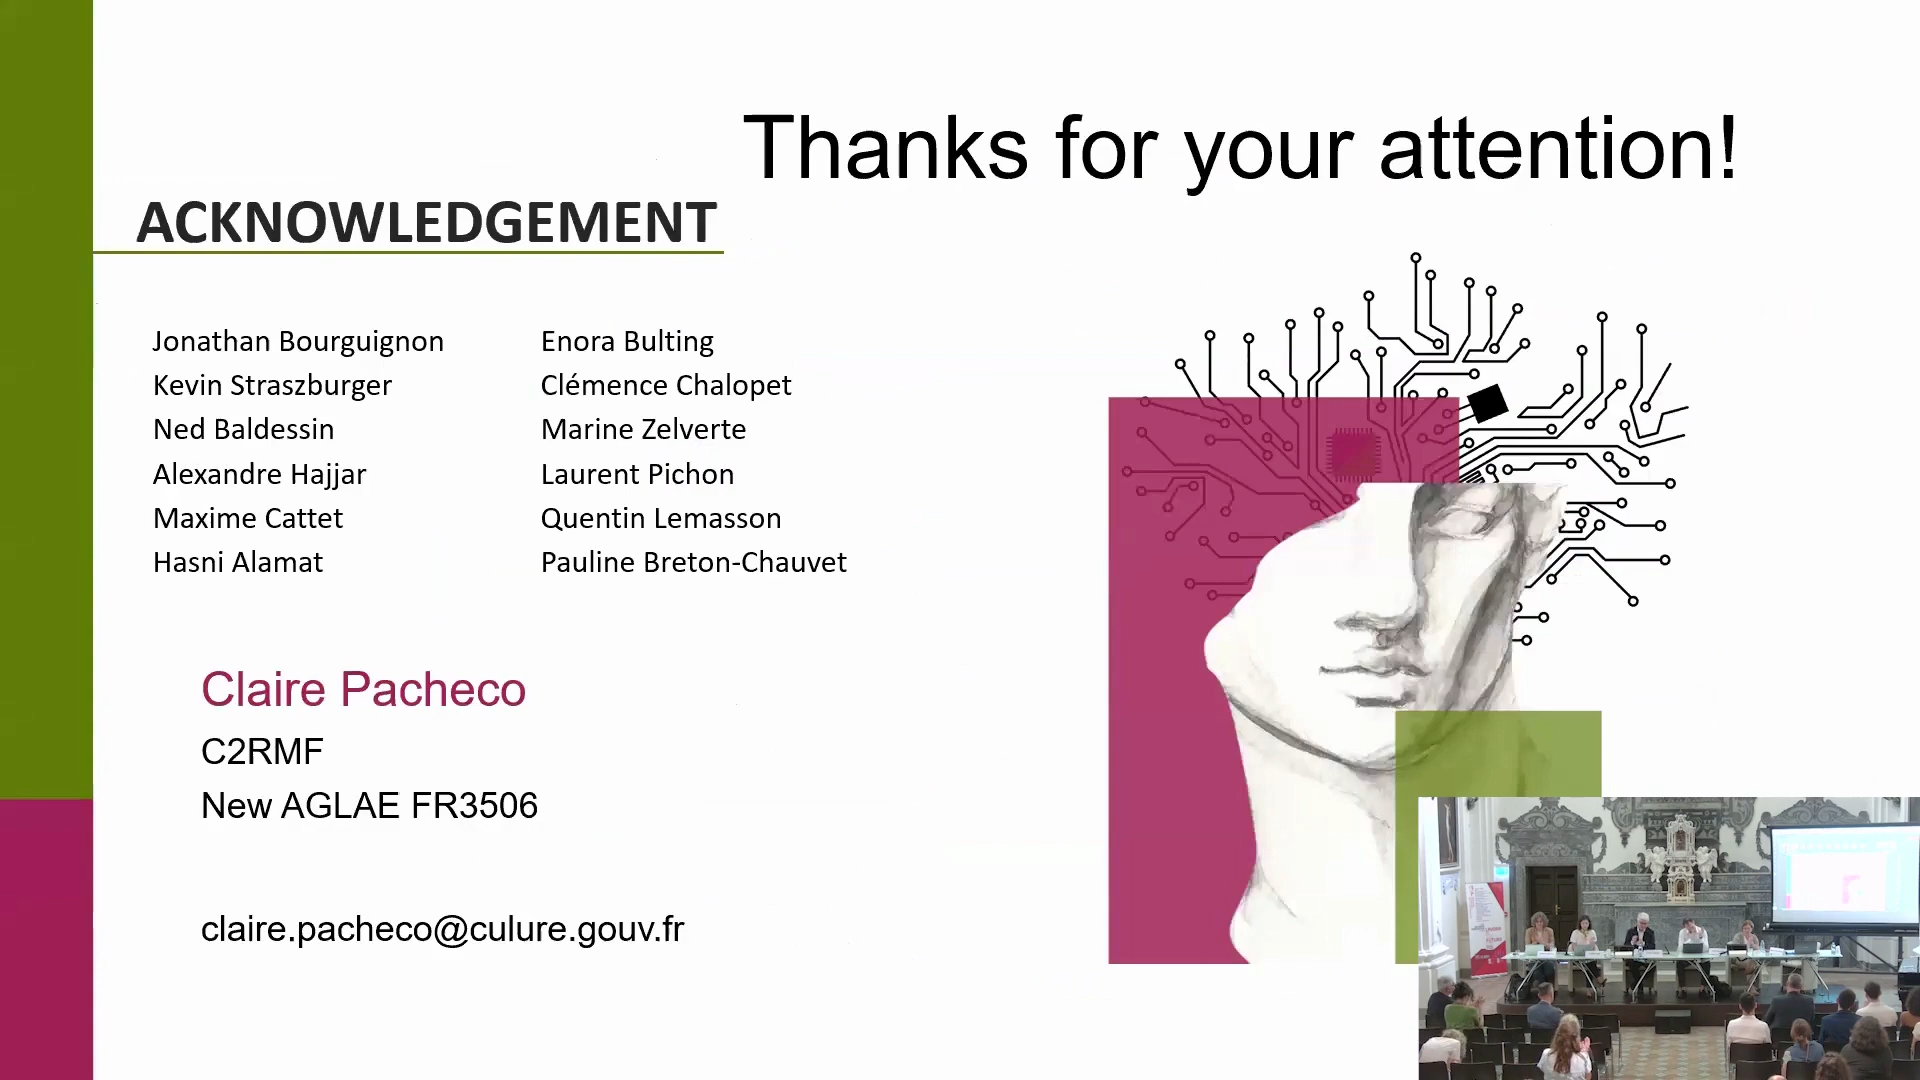 Thanks for your attention!
ACKNOWLEDGEMENT
Jonathan Bourguignon
Kevin Straszburger
Ned Baldessin
Alexandre Hajjar
Maxime Cattet
Hasni Alamat
Enora Bulting
Clémence Chalopet
Marine Zelverte
Laurent Pichon
Quentin Lemasson
Pauline Breton-Chauvet
Claire Pacheco
C2RMF
New AGLAE FR3506
claire.pacheco@culure.gouv.fr